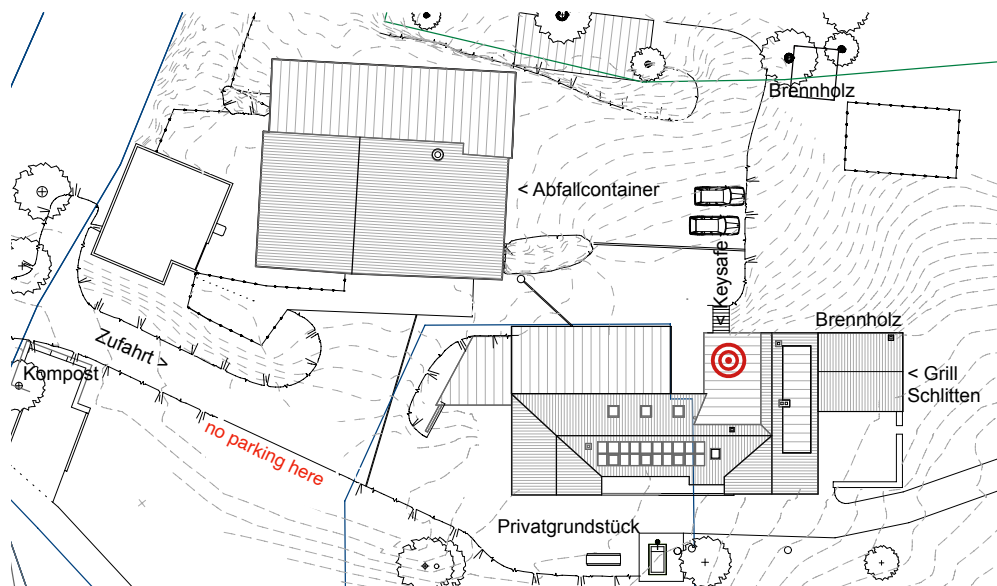 Brennholz
< Abfallcontainer
< Keysafe
Brennholz
Zufahrt >
Kompost
< Grill
Schlitten
no parking here
Privatgrundstück